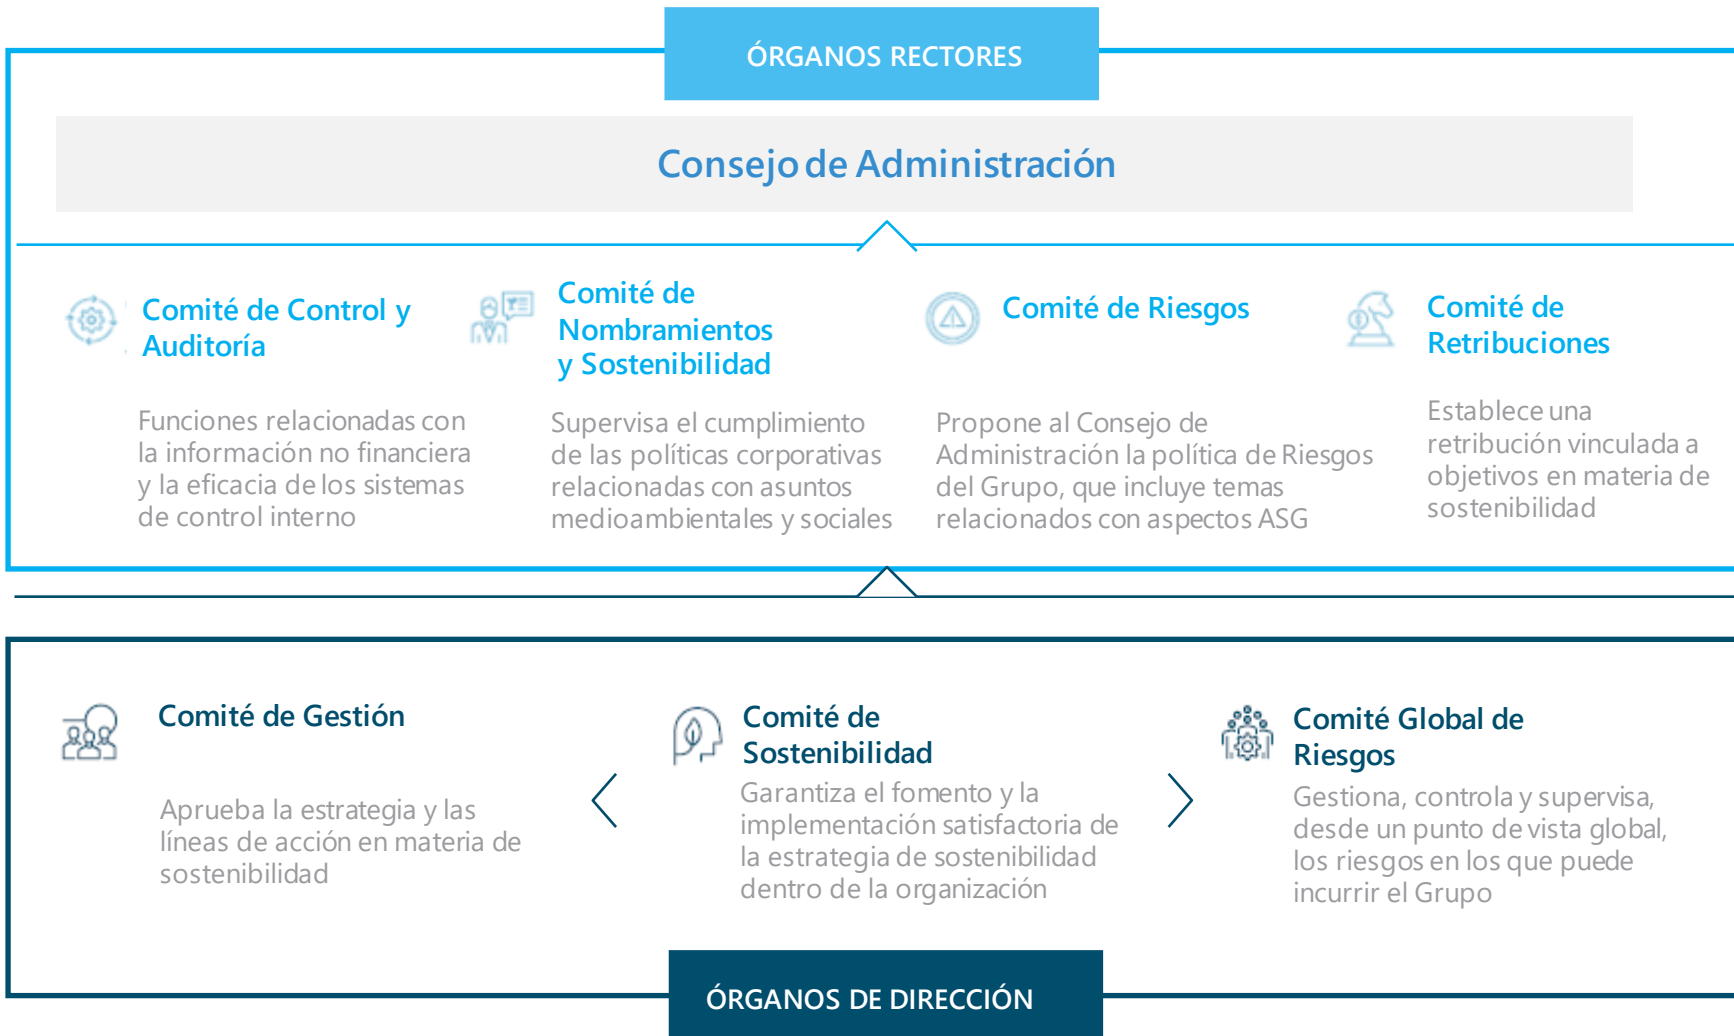 ÓRGANOS RECTORES
Consejo de Administración
Comité de Control y
Auditoría
Funciones relacionadas con
la información no financiera
y la eficacia de los sistemas
de control interno
Comité de
Nombramientos
y Sostenibilidad
Supervisa el cumplimiento
de las políticas corporativas
relacionadas con asuntos
medioambientales y sociales
Comité de Riesgos
Propone al Consejo de
Administración la política de Riesgos
del Grupo, que incluye temas
relacionados con aspectos ASG
Comité de
Retribuciones
Establece una
retribución vinculada a
objetivos en materia de
sostenibilidad
Comité de Gestión
Aprueba la estrategia y las
líneas de acción en materia de
sostenibilidad
Comité de
Sostenibilidad
Garantiza el fomento y la
implementación satisfactoria de
la estrategia de sostenibilidad
dentro de la organización
Comité Global de
Riesgos
Gestiona, controla y supervisa,
desde un punto de vista global,
los riesgos en los que puede
incurrir el Grupo
ÓRGANOS DE DIRECCIÓN